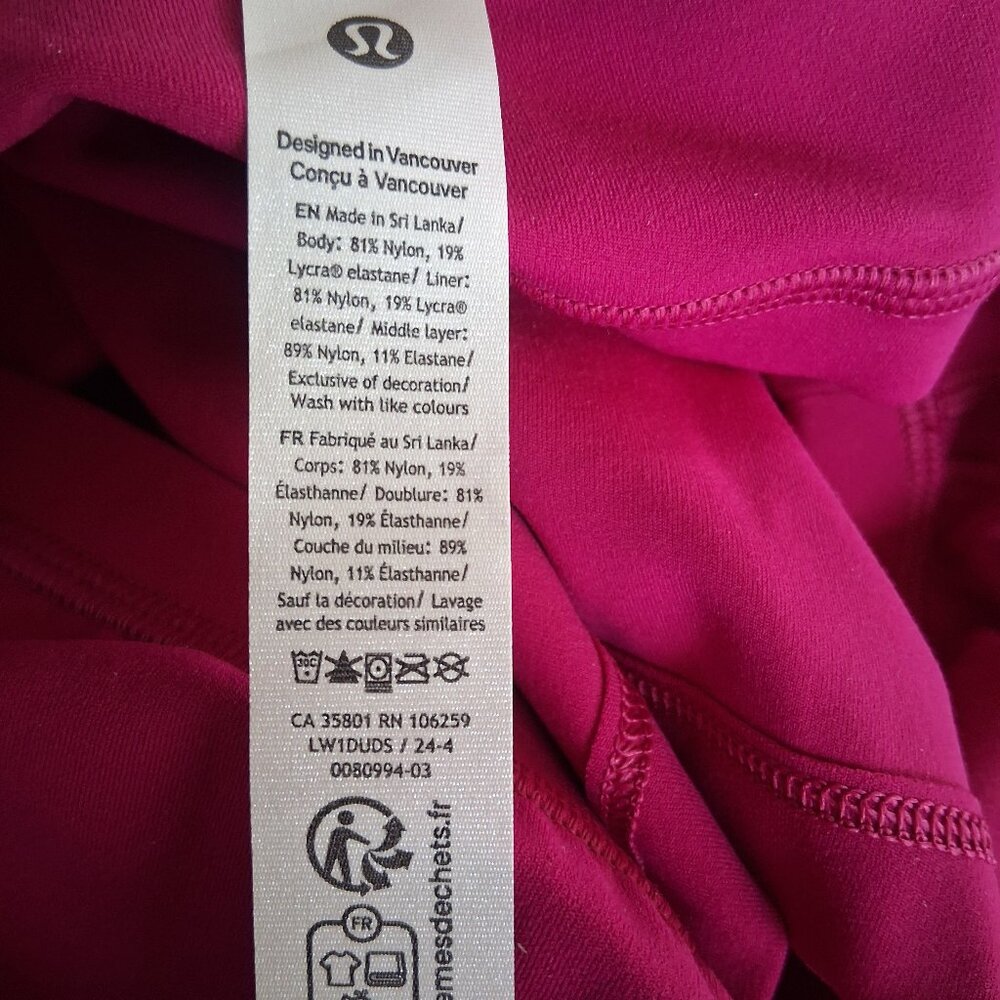 Designed in Vancouver
Conçu à Vancouver
EN Made in Sri Lanka/
Body: 81% Nylon, 19%
Lycra® elastane/ Liner:
81% Nylon, 19% Lycra®
elastane/ Middle layer:
89% Nylon, 11% Elastane/
Exclusive of decoration/
Wash with like colours
FR Fabriqué au Sri Lanka/
Corps: 81% Nylon, 19%
Élasthanne/ Doublure: 81%
Nylon, 19% Élasthanne/
Couche du milieu: 89%
Nylon, 11% Élasthanne/
Sauf la décoration/ Lavage
avec des couleurs similaires
30C
CA 35801 RN 106259
LW1DUDS / 24-4
0080994-03
FR
emesdechets.fr